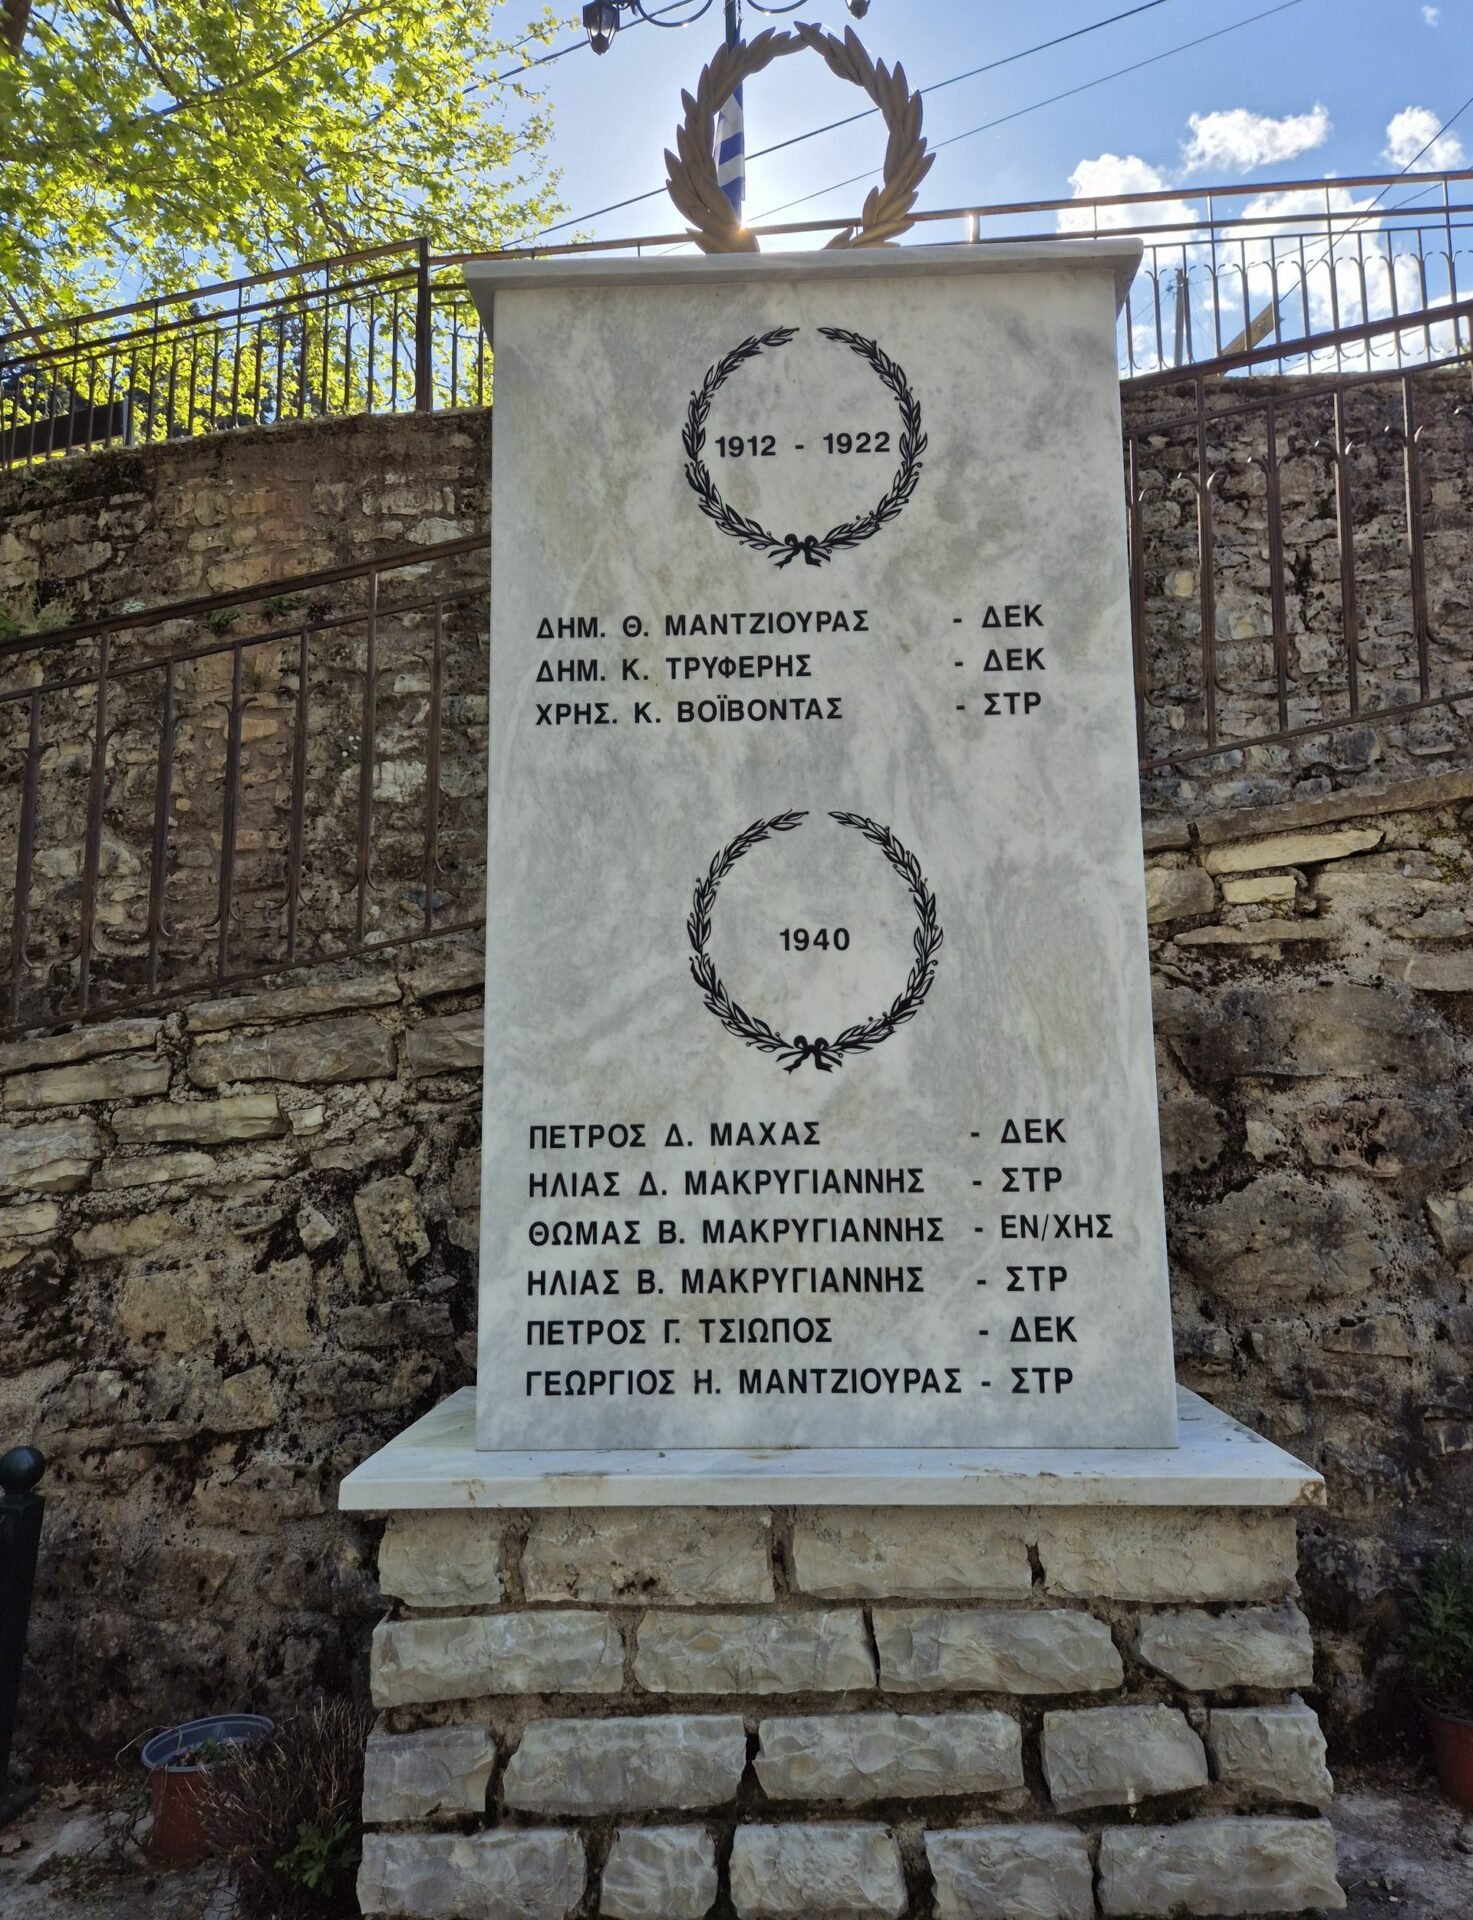 1912 - 1922
ΔΗΜ. Θ. ΜΑΝΤΖΙΟΥΡΑΣ - ΔΕΚ
ΔΗΜ. Κ. ΤΡΥΦΕΡΗΣ - ΔΕΚ
ΧΡΗΣ. Κ. ΒΟΪΒΟΝΤΑΣ - ΣΤΡ
1940
ΠΕΤΡΟΣ Δ. ΜΑΧΑΣ - ΔΕΚ
ΗΛΙΑΣ Δ. ΜΑΚΡΥΓΙΑΝΝΗΣ - ΣΤΡ
ΘΩΜΑΣ Β. ΜΑΚΡΥΓΙΑΝΝΗΣ - ΕΝ/ΧΗΣ
ΗΛΙΑΣ Β. ΜΑΚΡΥΓΙΑΝΝΗΣ - ΣΤΡ
ΠΕΤΡΟΣ Γ. ΤΣΙΩΠΟΣ - ΔΕΚ
ΓΕΩΡΓΙΟΣ Η. ΜΑΝΤΖΙΟΥΡΑΣ - ΣΤΡ